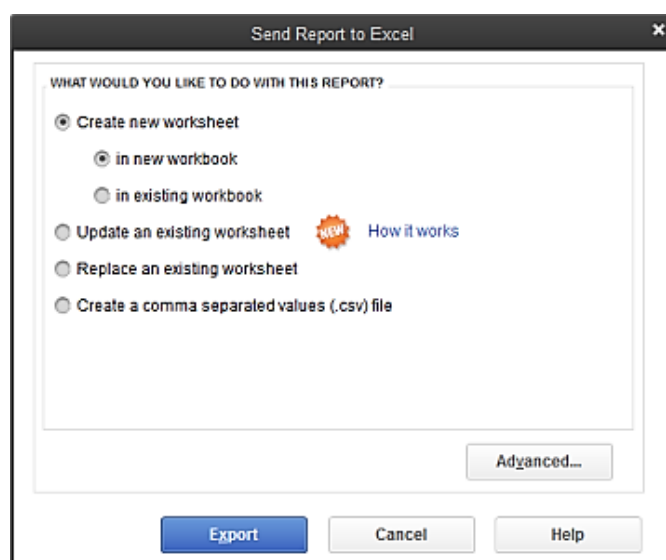 Send Report to Excel
WHAT WOULD YOU LIKE TO DO WITH THIS REPORT?
Create new worksheet
in new workbook
in existing workbook
Update an existing worksheet NEW How it works
Replace an existing worksheet
Create a comma separated values (.csv) file
Advanced...
Export Cancel Help